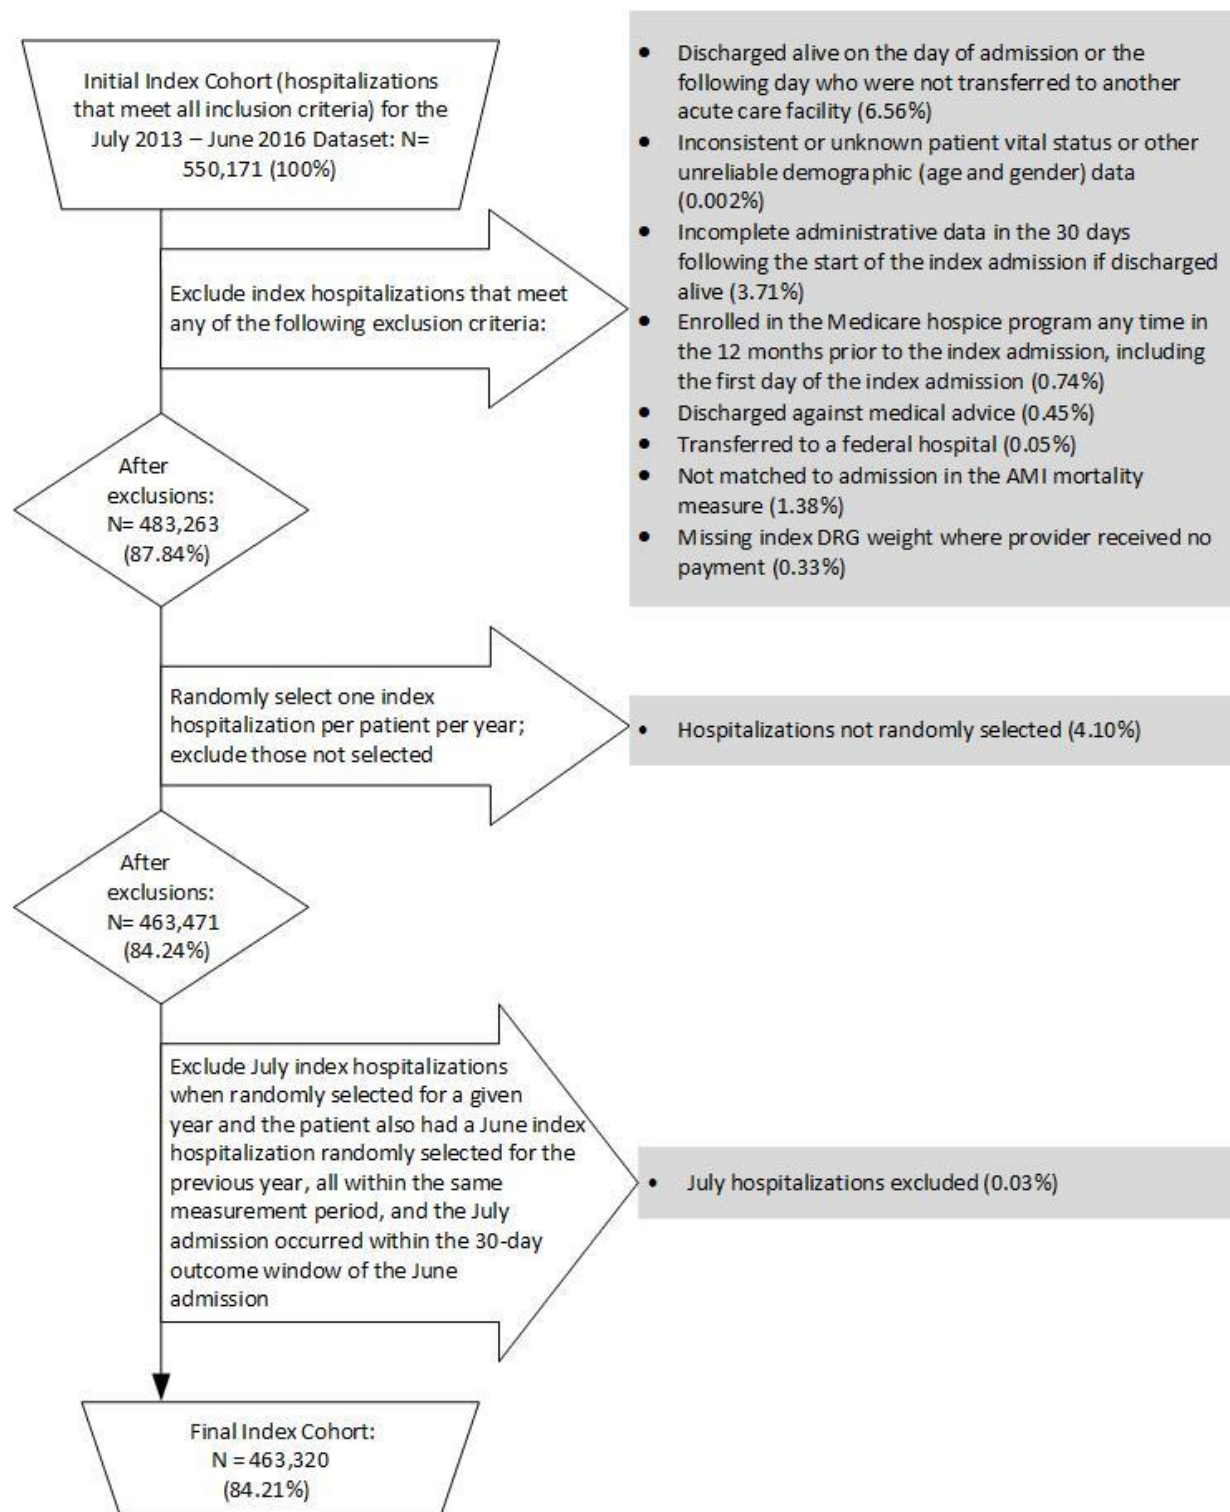 Initial Index Cohort (hospitalizations
that meet all inclusion criteria) for the
July 2013 – June 2016 Dataset: N=
550,171 (100%)
Exclude index hospitalizations that meet
any of the following exclusion criteria:
• Discharged alive on the day of admission or the
following day who were not transferred to another
acute care facility (6.56%)
• Inconsistent or unknown patient vital status or other
unreliable demographic (age and gender) data
(0.002%)
• Incomplete administrative data in the 30 days
following the start of the index admission if discharged
alive (3.71%)
• Enrolled in the Medicare hospice program any time in
the 12 months prior to the index admission, including
the first day of the index admission (0.74%)
• Discharged against medical advice (0.45%)
• Transferred to a federal hospital (0.05%)
• Not matched to admission in the AMI mortality
measure (1.38%)
• Missing index DRG weight where provider received no
payment (0.33%)
After
exclusions:
N= 483,263
(87.84%)
Randomly select one index
hospitalization per patient per year;
exclude those not selected
• Hospitalizations not randomly selected (4.10%)
After
exclusions:
N= 463,471
(84.24%)
Exclude July index hospitalizations
when randomly selected for a given
year and the patient also had a June index
hospitalization randomly selected for the
previous year, all within the same
measurement period, and the July
admission occurred within the 30-day
outcome window of the June
admission
• July hospitalizations excluded (0.03%)
Final Index Cohort:
N = 463,320
(84.21%)